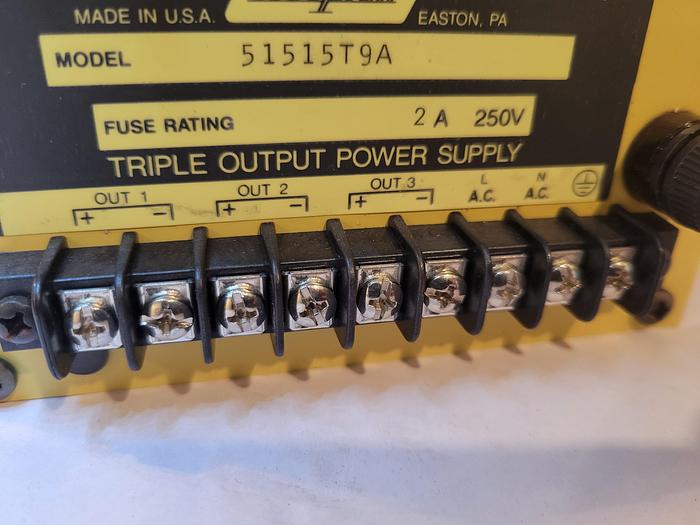 MADE IN U.S.A. EASTON, PA
MODEL 51515T9A
FUSE RATING 2 A 250V
TRIPLE OUTPUT POWER SUPPLY
OUT 1 OUT 2 OUT 3 L N
+ − + − + − A.C. A.C.